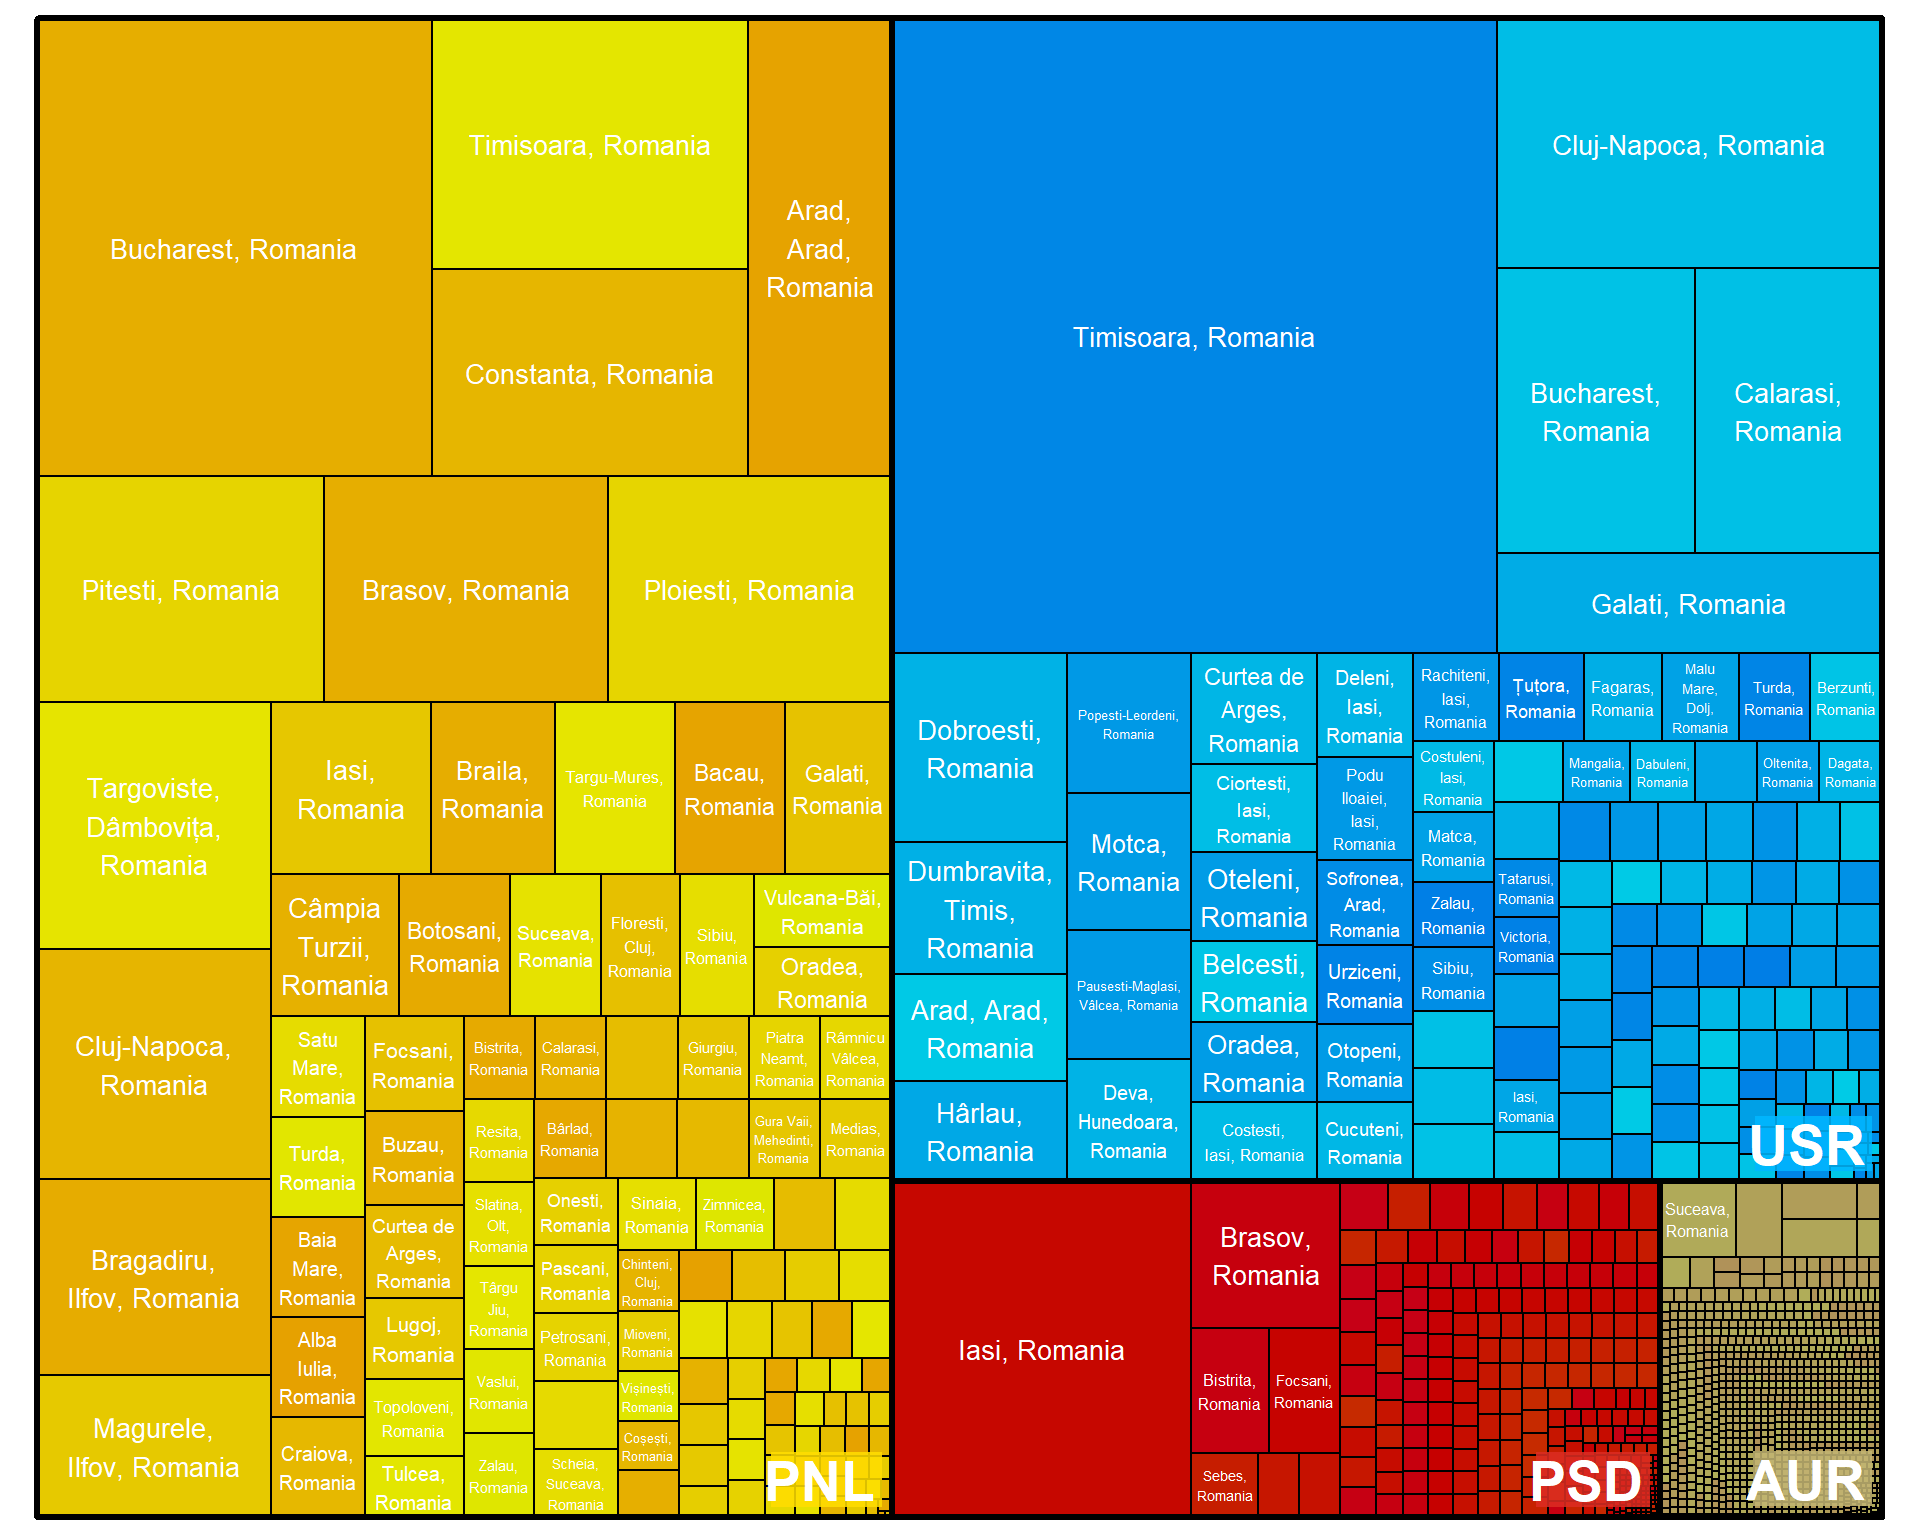 Bucharest, Romania
Timisoara, Romania
Constanta, Romania
Arad,
Arad,
Romania
Pitesti, Romania
Brasov, Romania
Ploiesti, Romania
Targoviste,
Dâmbovița,
Romania
Cluj-Napoca,
Romania
Bragadiru,
Ilfov, Romania
Magurele,
Ilfov, Romania
Iasi,
Romania
Braila,
Romania
Targu-Mures,
Romania
Bacau,
Romania
Galati,
Romania
Câmpia
Turzii,
Romania
Botosani,
Romania
Suceava,
Romania
Floresti,
Cluj,
Romania
Sibiu,
Romania
Vulcana-Băi,
Romania
Oradea,
Romania
Satu
Mare,
Romania
Turda,
Romania
Baia
Mare,
Romania
Alba
Iulia,
Romania
Craiova,
Romania
Focsani,
Romania
Buzau,
Romania
Curtea de
Arges,
Romania
Lugoj,
Romania
Topoloveni,
Romania
Tulcea,
Romania
Bistrita,
Romania
Calarasi,
Romania
Giurgiu,
Romania
Piatra
Neamt,
Romania
Râmnicu
Vâlcea,
Romania
Resita,
Romania
Bârlad,
Romania
Gura Vaii,
Mehedinti,
Romania
Medias,
Romania
Slatina,
Olt,
Romania
Târgu
Jiu,
Romania
Vaslui,
Romania
Zalau,
Romania
Onesti,
Romania
Pascani,
Romania
Petrosani,
Romania
Scheia,
Suceava,
Romania
Sinaia,
Romania
Zimnicea,
Romania
Chinteni,
Cluj,
Romania
Mioveni,
Romania
Vișinești,
Romania
Coșești,
Romania
PNL
Timisoara, Romania
Cluj-Napoca, Romania
Bucharest,
Romania
Calarasi,
Romania
Galati, Romania
Dobroesti,
Romania
Dumbravita,
Timis,
Romania
Arad, Arad,
Romania
Hârlau,
Romania
Popesti-Leordeni,
Romania
Motca,
Romania
Pausesti-Maglasi,
Vâlcea, Romania
Deva,
Hunedoara,
Romania
Curtea de
Arges,
Romania
Ciortesti,
Iasi,
Romania
Oteleni,
Romania
Belcesti,
Romania
Oradea,
Romania
Costesti,
Iasi, Romania
Deleni,
Iasi,
Romania
Podu
Iloaiei,
Iasi,
Romania
Sofronea,
Arad,
Romania
Urziceni,
Romania
Otopeni,
Romania
Cucuteni,
Romania
Rachiteni,
Iasi,
Romania
Costuleni,
Iasi,
Romania
Matca,
Romania
Zalau,
Romania
Sibiu,
Romania
Țuțora,
Romania
Fagaras,
Romania
Malu
Mare,
Dolj,
Romania
Turda,
Romania
Berzunti,
Romania
Mangalia,
Romania
Dabuleni,
Romania
Oltenita,
Romania
Dagata,
Romania
Tatarusi,
Romania
Victoria,
Romania
Iasi,
Romania
USR
Iasi, Romania
Brasov,
Romania
Bistrita,
Romania
Focsani,
Romania
Sebes,
Romania
PSD
Suceava,
Romania
AUR